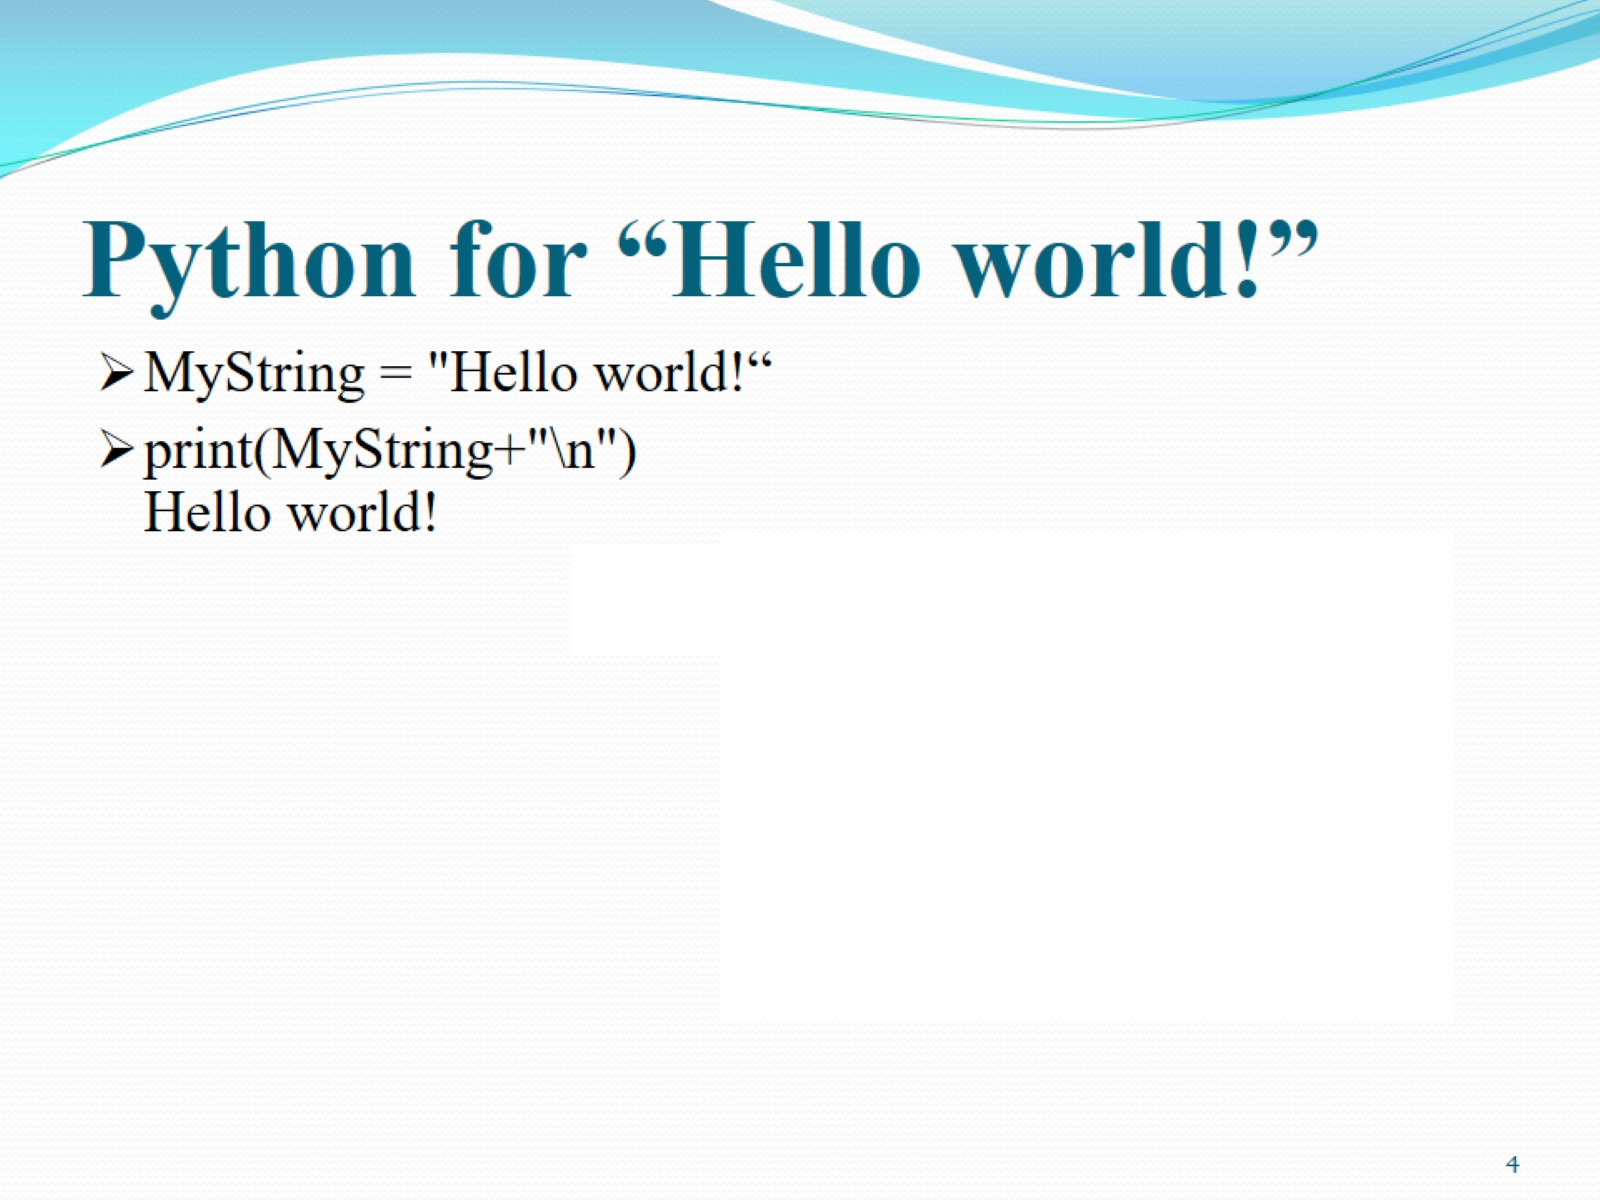 Python for “Hello world!”
➢MyString = "Hello world!“
➢print(MyString+"\n")
Hello world!
4